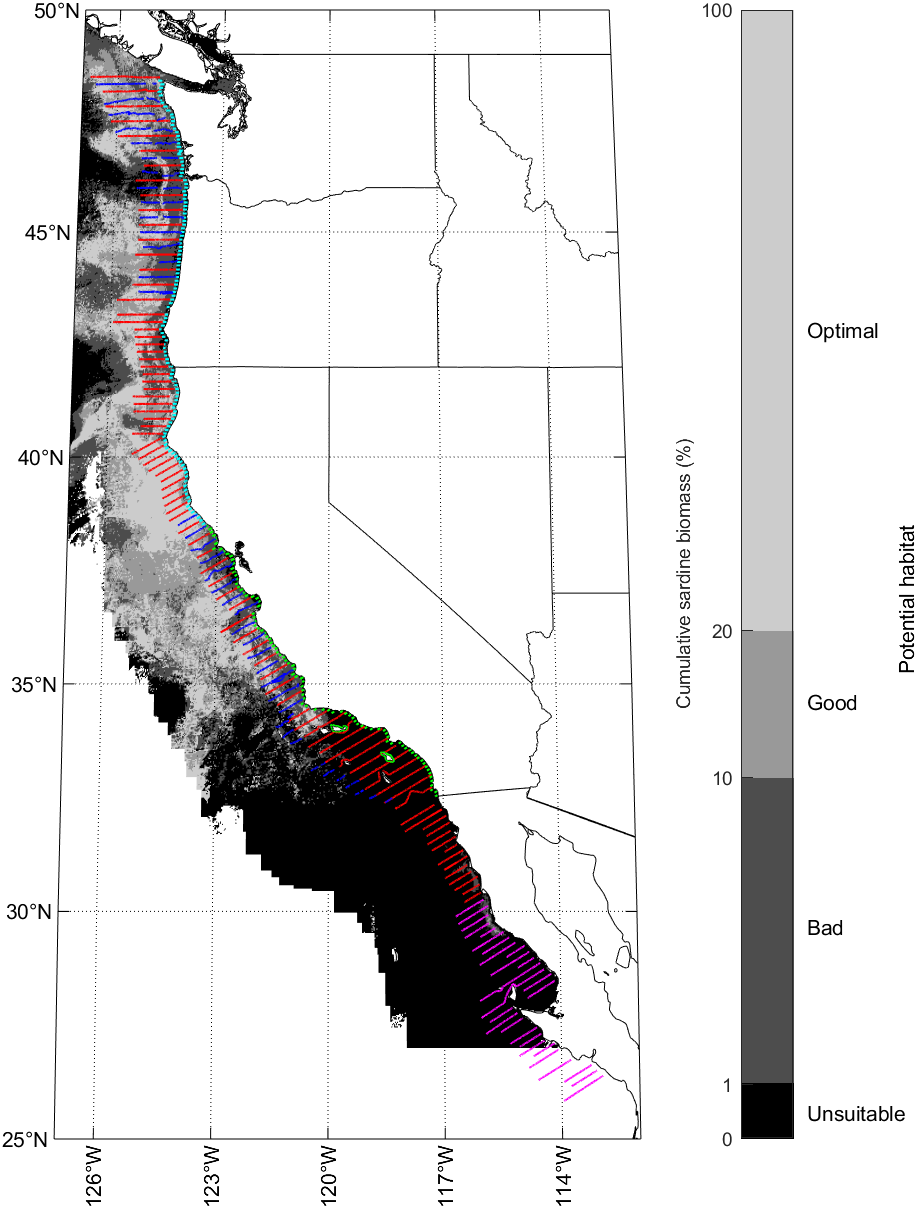 50°N
45°N
40°N
35°N
30°N
25°N
126°W
123°W
120°W
117°W
114°W
100
20
10
1
0
Cumulative sardine biomass (%)
Optimal
Good
Bad
Unsuitable
Potential habitat